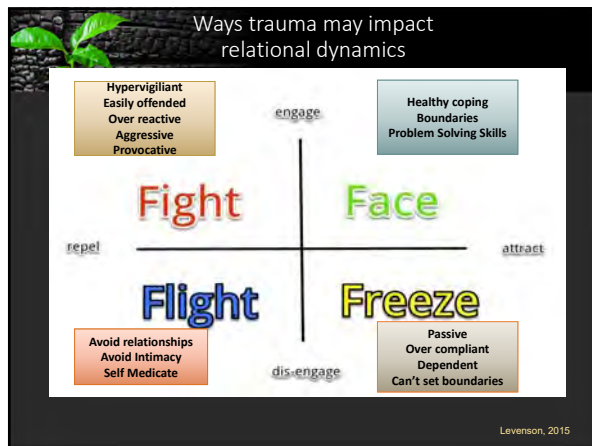 Ways trauma may impact
relational dynamics
Hypervigiliant
Easily offended
Over reactive
Aggressive
Provocative
engage
Healthy coping
Boundaries
Problem Solving Skills
Fight
Face
repel
attract
Flight
Freeze
Avoid relationships
Avoid Intimacy
Self Medicate
dis-engage
Passive
Over compliant
Dependent
Can't set boundaries
Levenson, 2015